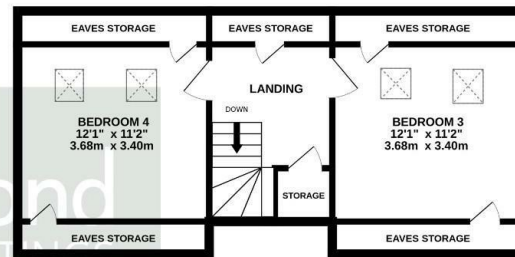 EAVES STORAGE
EAVES STORAGE
EAVES STORAGE
LANDING
DOWN
BEDROOM 4
12'1" x 11'2"
3.68m x 3.40m
BEDROOM 3
12'1" x 11'2"
3.68m x 3.40m
STORAGE
EAVES STORAGE
EAVES STORAGE